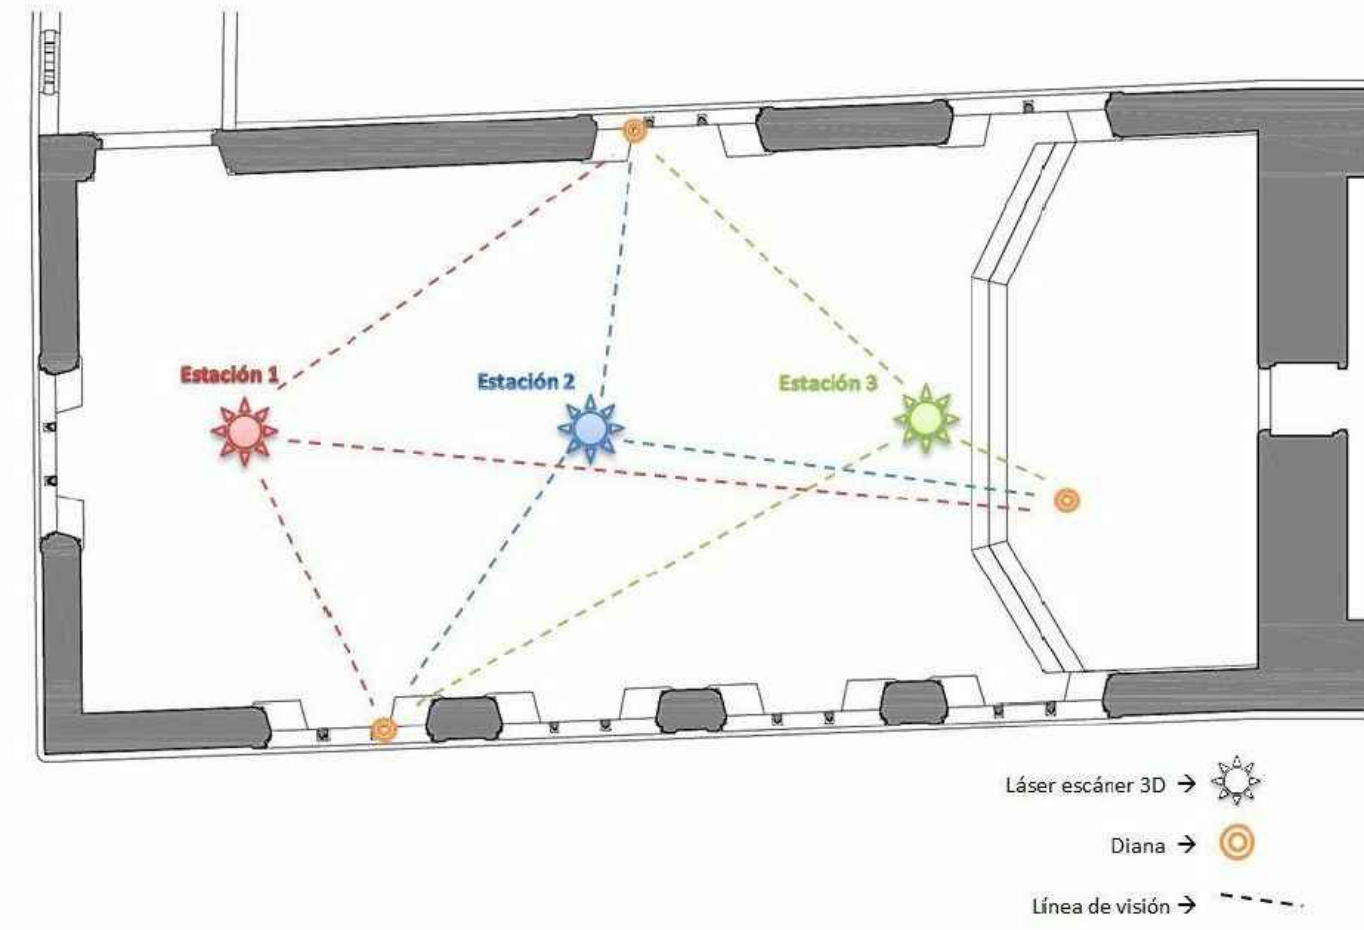 Estación 1
Estación 2
Estación 3
Láser escáner 3D →
Diana →
Línea de visión →